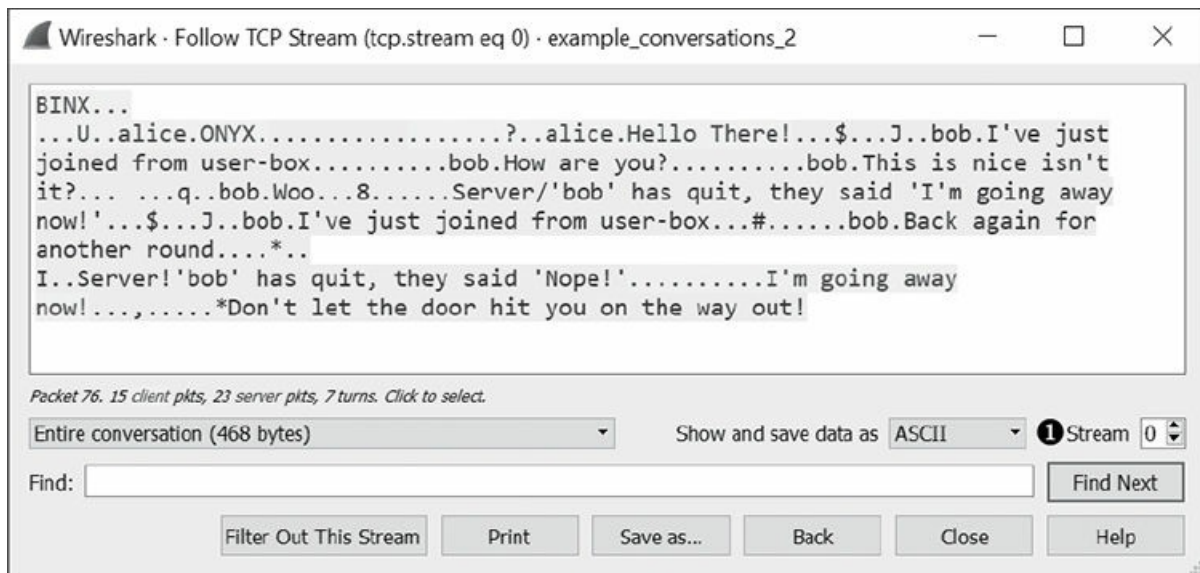 Wireshark · Follow TCP Stream (tcp.stream eq 0) · example_conversations_2
BINX...
...U..alice.ONYX...................?..alice.Hello There!...$...J..bob.I've just
joined from user-box..........bob.How are you?..........bob.This is nice isn't
it?... ...q..bob.Woo...8......Server/'bob' has quit, they said 'I'm going away
now!'...$...J..bob.I've just joined from user-box...#......bob.Back again for
another round....*..
I..Server!'bob' has quit, they said 'Nope!'..........I'm going away
now!...,.....*Don't let the door hit you on the way out!
Packet 76. 15 client pkts, 23 server pkts, 7 turns. Click to select.
Entire conversation (468 bytes) Show and save data as ASCII ❶ Stream 0
Find: Find Next
Filter Out This Stream Print Save as... Back Close Help